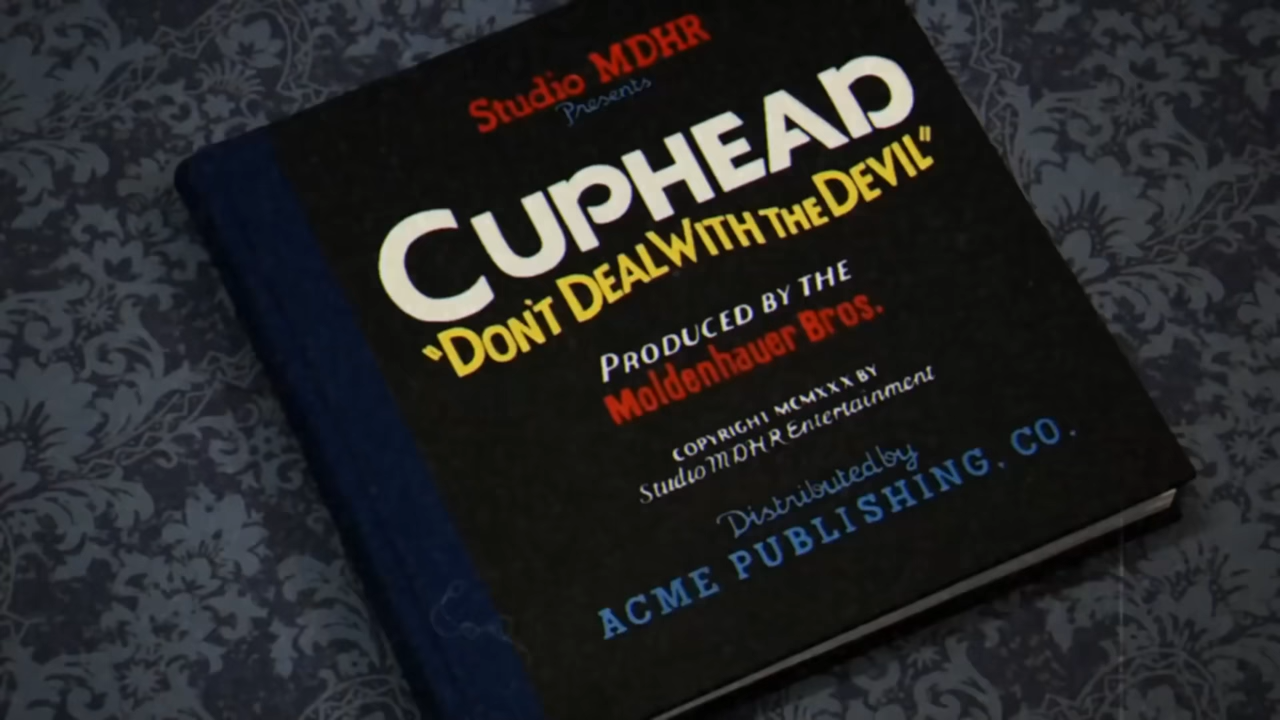 Studio MDHR
Presents
CUPHEAD
"DON'T DEAL WITH THE DEVIL"
PRODUCED BY THE
Moldenhauer Bros.
COPYRIGHT MCMXXX BY
Studio MDHR Entertainment
Distributed by
ACME PUBLISHING. CO.